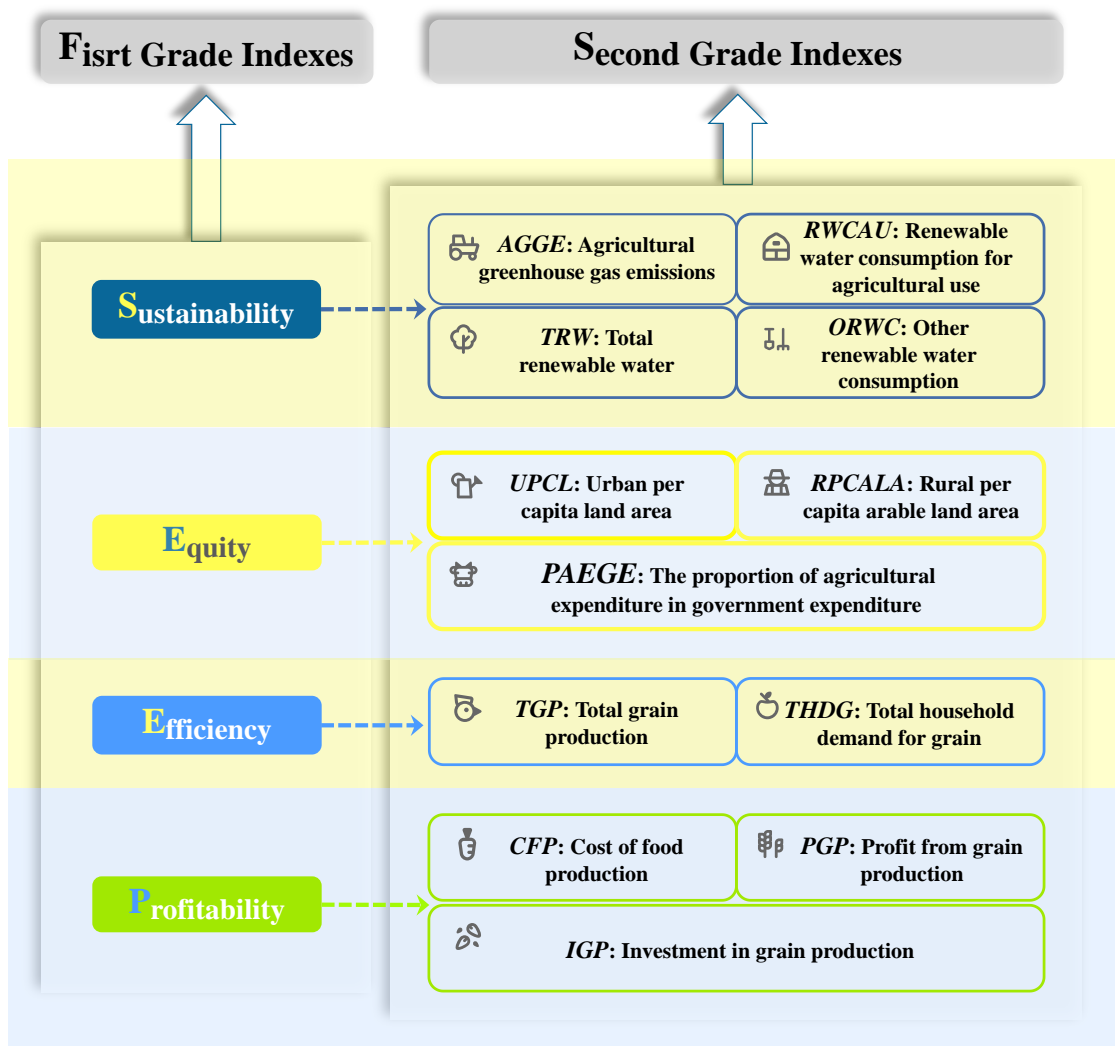 Fisrt Grade Indexes
Second Grade Indexes
Sustainability
AGGE: Agricultural
greenhouse gas emissions
RWCAU: Renewable
water consumption for
agricultural use
TRW: Total
renewable water
ORWC: Other
renewable water
consumption
Equity
UPCL: Urban per
capita land area
RPCALA: Rural per
capita arable land area
PAEGE: The proportion of agricultural
expenditure in government expenditure
Efficiency
TGP: Total grain
production
THDG: Total household
demand for grain
Profitability
CFP: Cost of food
production
PGP: Profit from grain
production
IGP: Investment in grain production